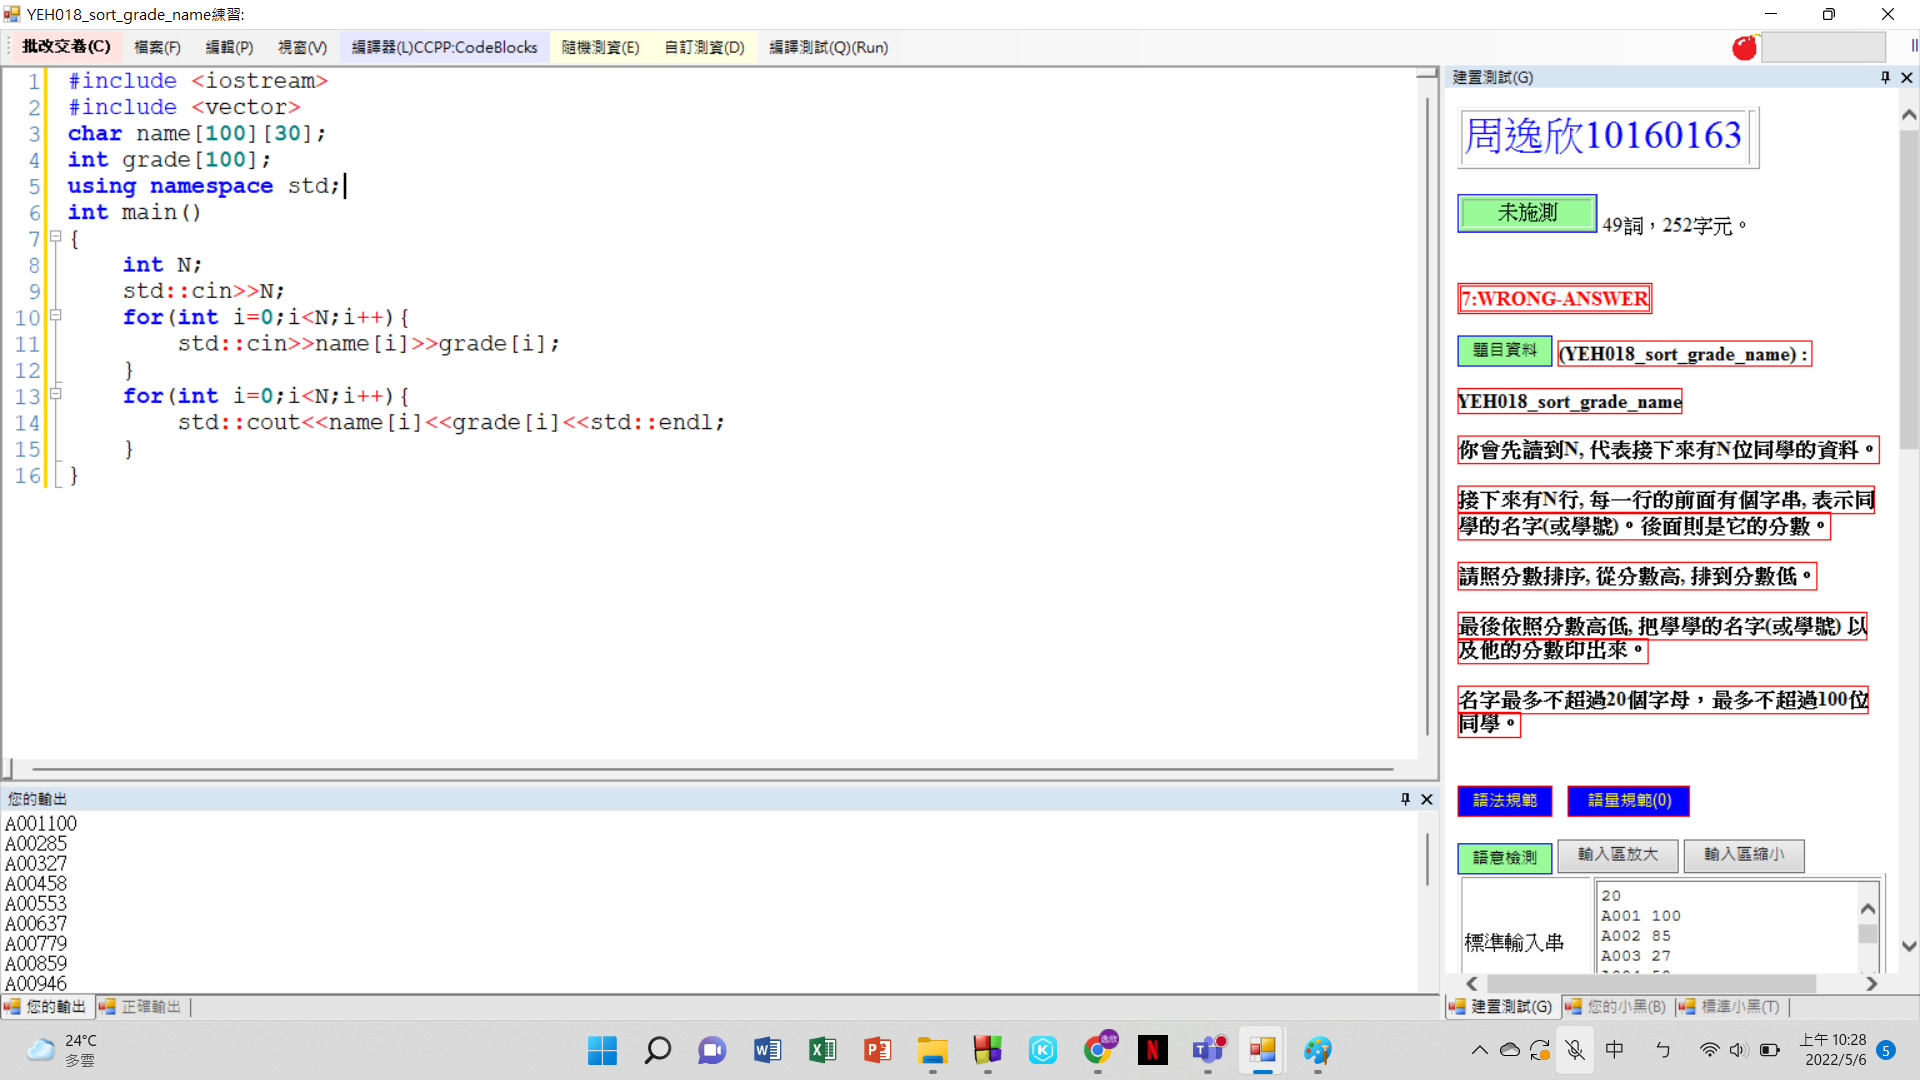 YEH018_sort_grade_name練習:
批改交卷(C) 檔案(F) 編輯(P) 視窗(V) 編譯器(L)CCPP:CodeBlocks 隨機測資(E) 自訂測資(D) 編譯測試(Q)(Run)
1 #include <iostream>
2 #include <vector>
3 char name[100][30];
4 int grade[100];
5 using namespace std;
6 int main()
7 {
8 int N;
9 std::cin>>N;
10 for(int i=0;i<N;i++){
11 std::cin>>name[i]>>grade[i];
12 }
13 for(int i=0;i<N;i++){
14 std::cout<<name[i]<<grade[i]<<std::endl;
15 }
16 }
建置測試(G)
周逸欣10160163
未施測 49詞，252字元。
7:WRONG-ANSWER
題目資料 (YEH018_sort_grade_name) :
YEH018_sort_grade_name
你會先讀到N, 代表接下來有N位同學的資料。
接下來有N行, 每一行的前面有個字串, 表示同
學的名字(或學號)。後面則是它的分數。
請照分數排序, 從分數高, 排到分數低。
最後依照分數高低, 把學學的名字(或學號) 以
及他的分數印出來。
名字最多不超過20個字母，最多不超過100位
同學。
語法規範 語量規範(0)
語意檢測 輸入區放大 輸入區縮小
標準輸入串
20
A001 100
A002 85
A003 27
建置測試(G) 您的小黑(B) 標準小黑(T)
您的輸出
A001100
A00285
A00327
A00458
A00553
A00637
A00779
A00859
A00946
您的輸出 正確輸出
24°C
多雲
逸欣
中
ㄅ
上午 10:28
2022/5/6
5